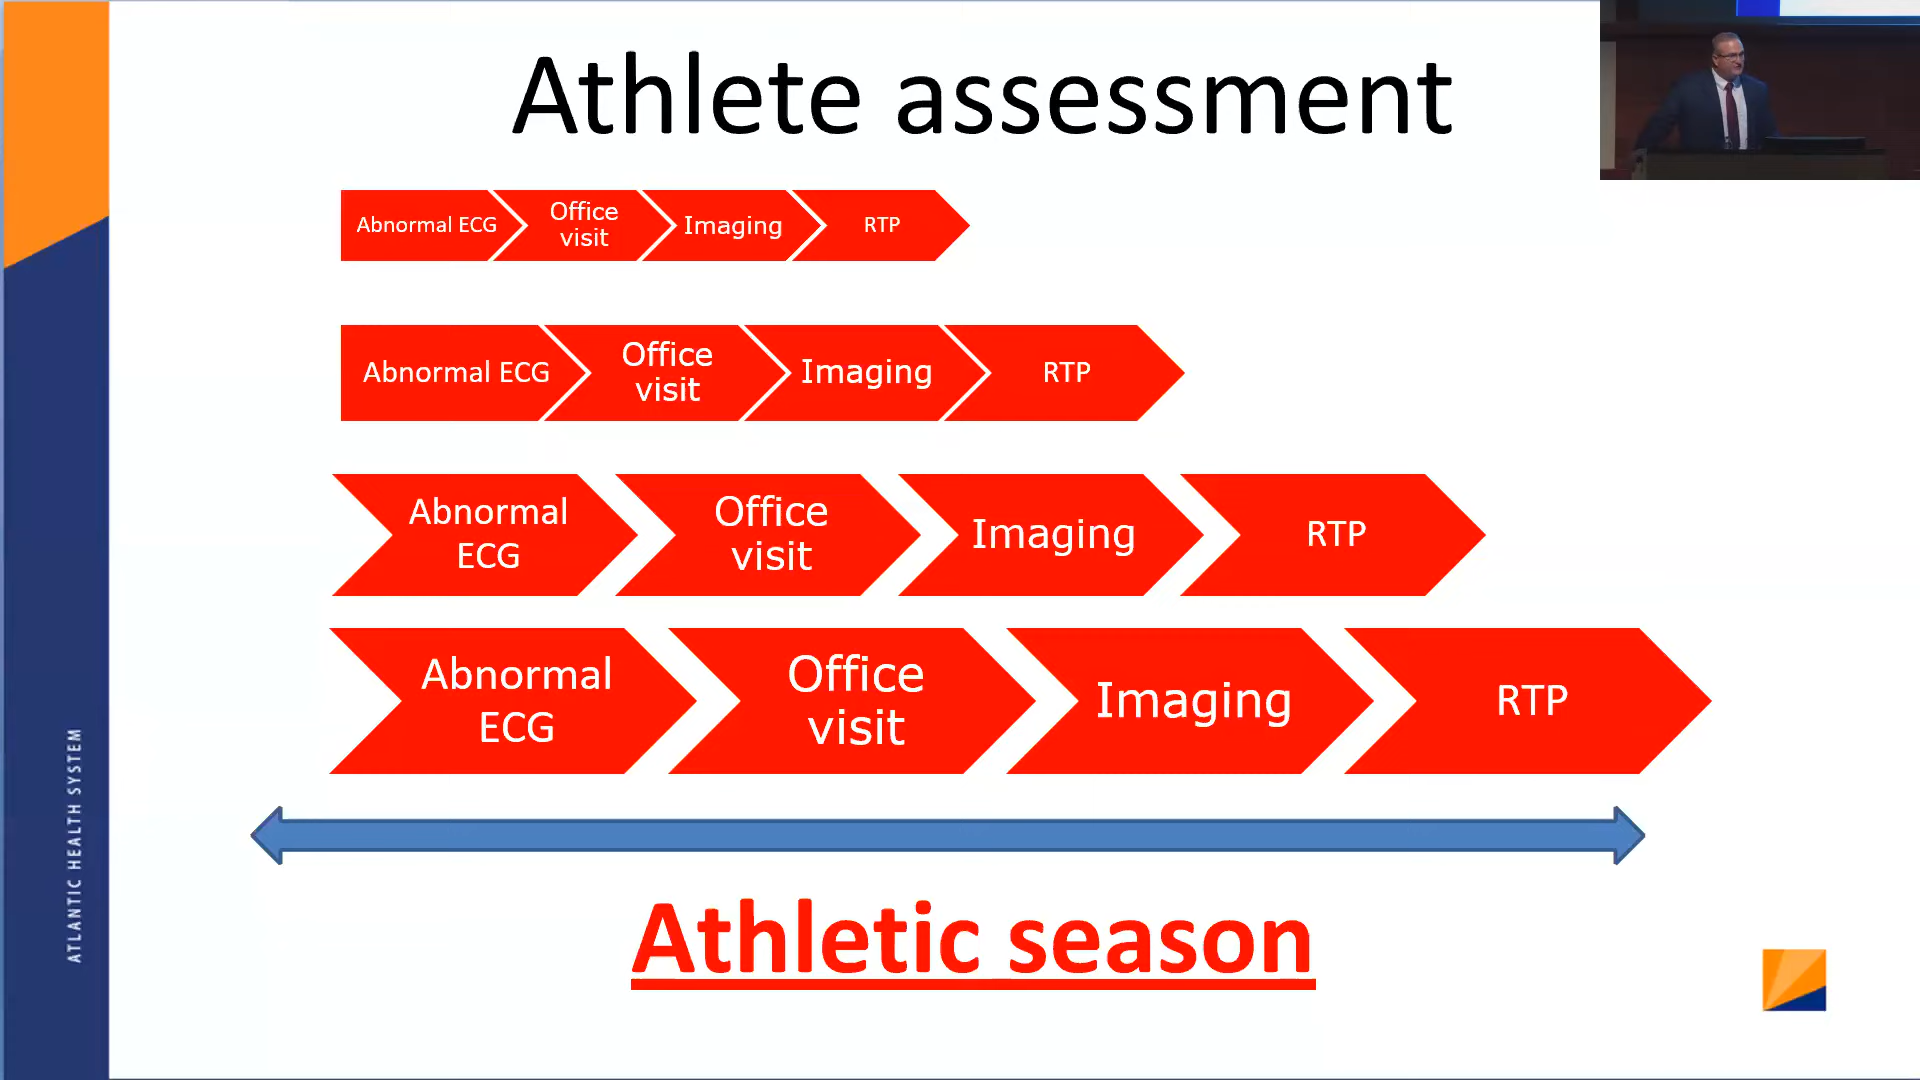 Athlete assessment
Abnormal ECG
Office
visit
Imaging
RTP
Abnormal ECG
Office
visit
Imaging
RTP
Abnormal
ECG
Office
visit
Imaging
RTP
Abnormal
ECG
Office
visit
Imaging
RTP
Athletic season
ATLANTIC HEALTH SYSTEM